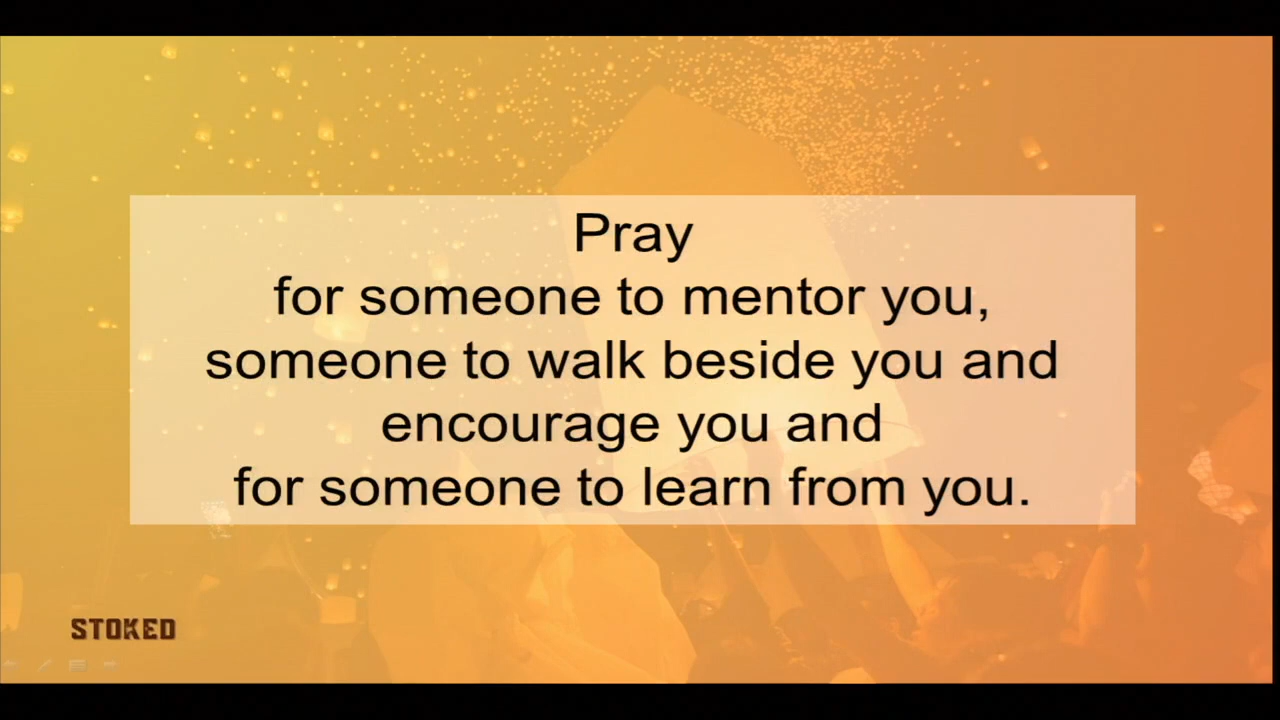 Pray
for someone to mentor you,
someone to walk beside you and
encourage you and
for someone to learn from you.
STOKED